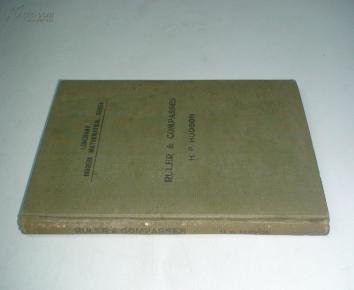 LONGMANS'
MODERN MATHEMATICAL SERIES
RULER & COMPASSES
H. P. HUDSON
RULER & COMPASSES